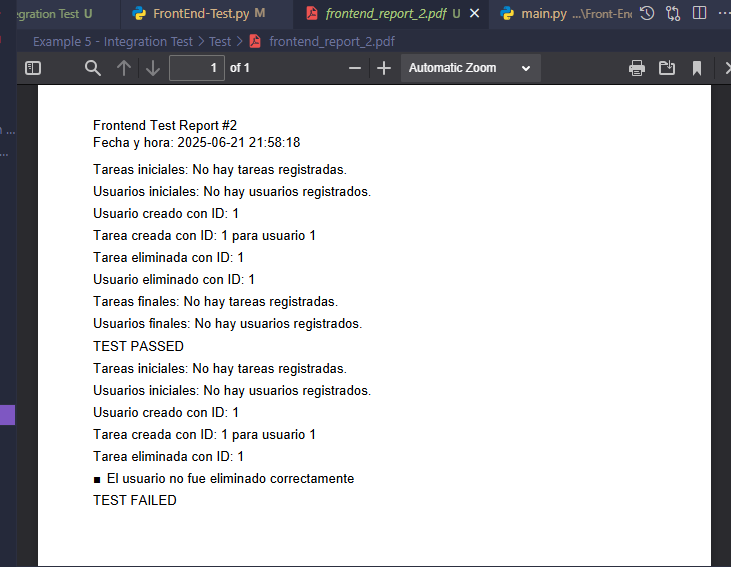 egration Test U
FrontEnd-Test.py M
frontend_report_2.pdf U
main.py ...\Front-En
Example 5 - Integration Test > Test > frontend_report_2.pdf
1 of 1
Automatic Zoom
Frontend Test Report #2
Fecha y hora: 2025-06-21 21:58:18
Tareas iniciales: No hay tareas registradas.
Usuarios iniciales: No hay usuarios registrados.
Usuario creado con ID: 1
Tarea creada con ID: 1 para usuario 1
Tarea eliminada con ID: 1
Usuario eliminado con ID: 1
Tareas finales: No hay tareas registradas.
Usuarios finales: No hay usuarios registrados.
TEST PASSED
Tareas iniciales: No hay tareas registradas.
Usuarios iniciales: No hay usuarios registrados.
Usuario creado con ID: 1
Tarea creada con ID: 1 para usuario 1
Tarea eliminada con ID: 1
■ El usuario no fue eliminado correctamente
TEST FAILED